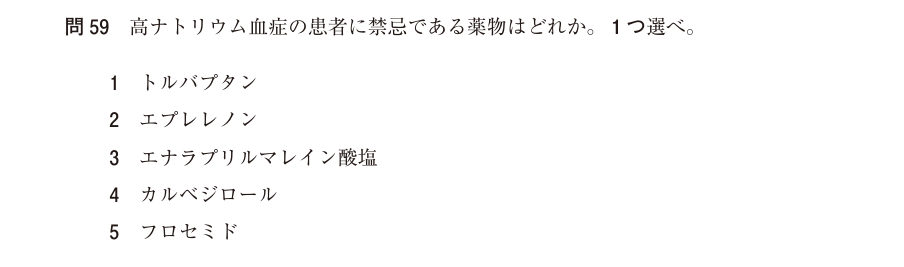 問59 高ナトリウム血症の患者に禁忌である薬物はどれか。1つ選べ。
1 トルバプタン
2 エプレレノン
3 エナラプリルマレイン酸塩
4 カルベジロール
5 フロセミド